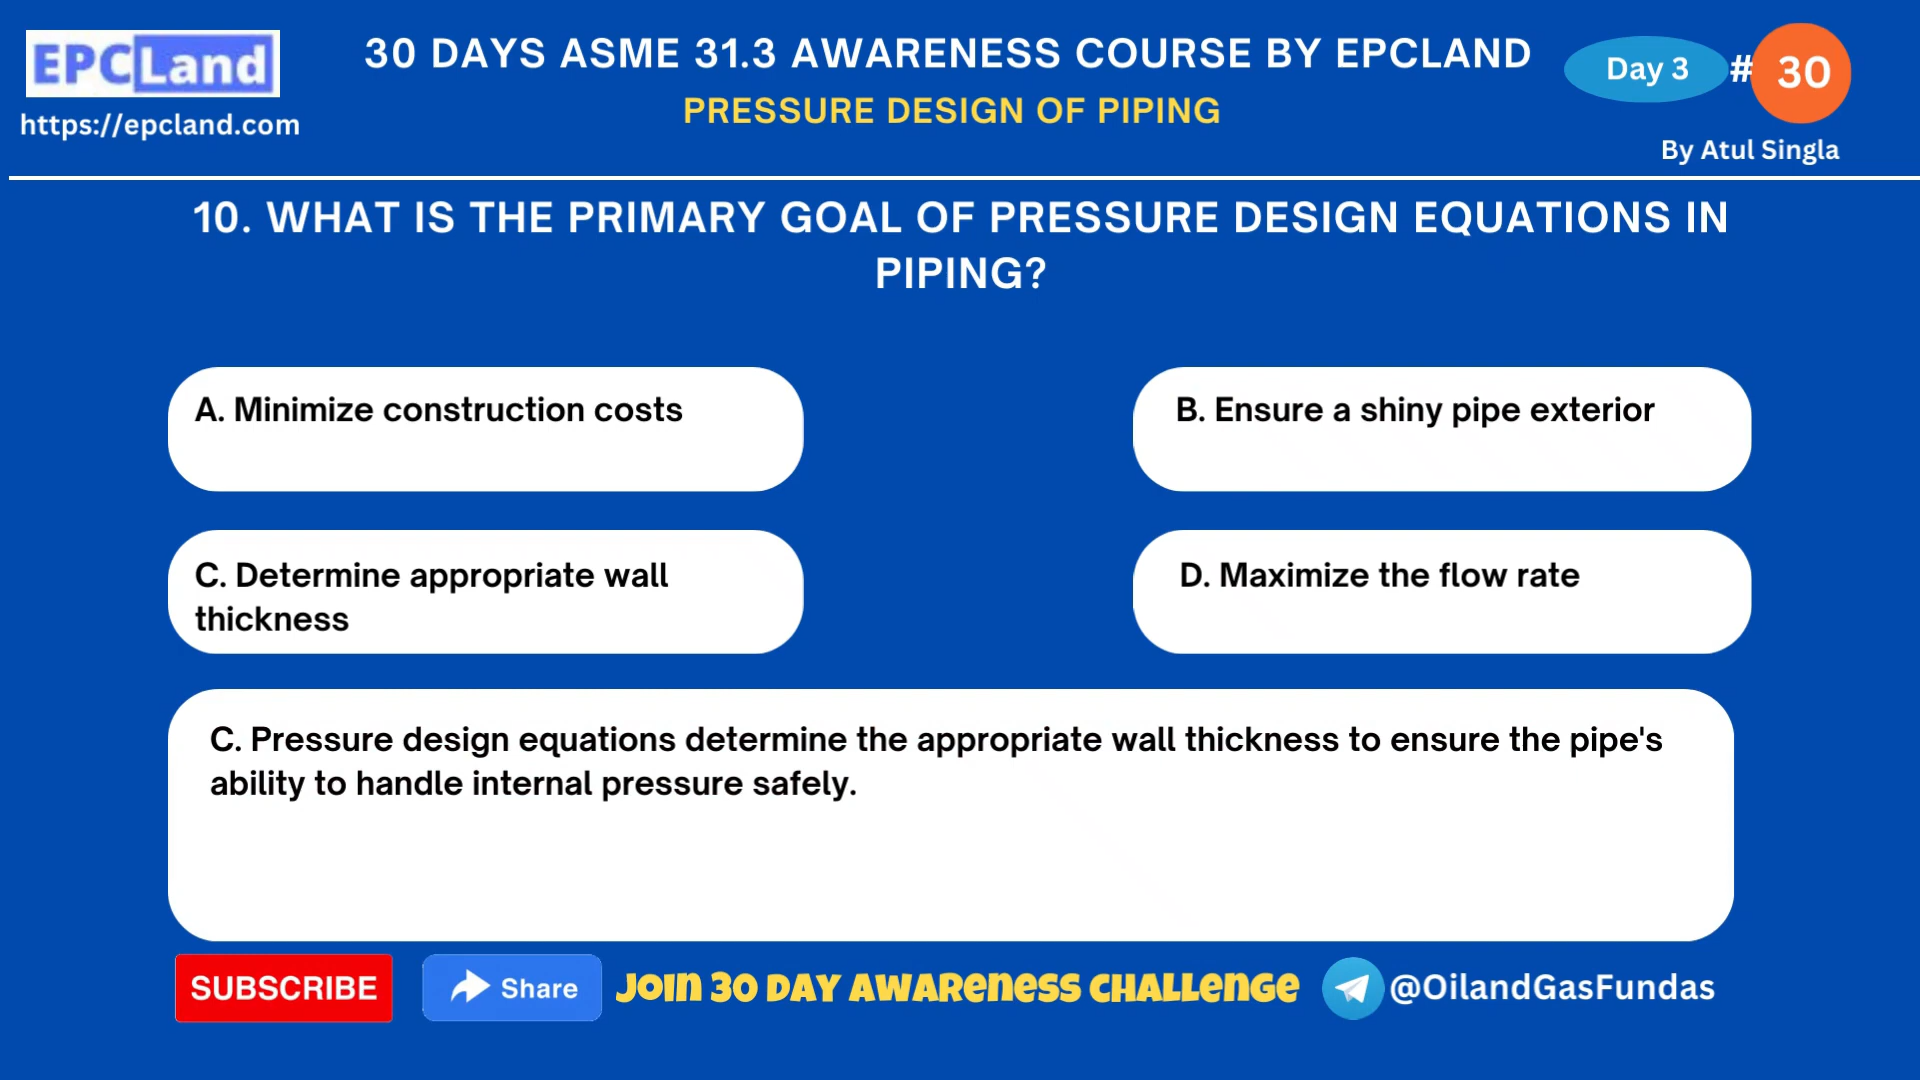 EPCLand
https://epcland.com
30 DAYS ASME 31.3 AWARENESS COURSE BY EPCLAND
PRESSURE DESIGN OF PIPING
Day 3 # 30
By Atul Singla
10. WHAT IS THE PRIMARY GOAL OF PRESSURE DESIGN EQUATIONS IN
PIPING?
A. Minimize construction costs
B. Ensure a shiny pipe exterior
C. Determine appropriate wall
thickness
D. Maximize the flow rate
C. Pressure design equations determine the appropriate wall thickness to ensure the pipe's
ability to handle internal pressure safely.
SUBSCRIBE
Share
Join 30 Day Awareness Challenge
@OilandGasFundas